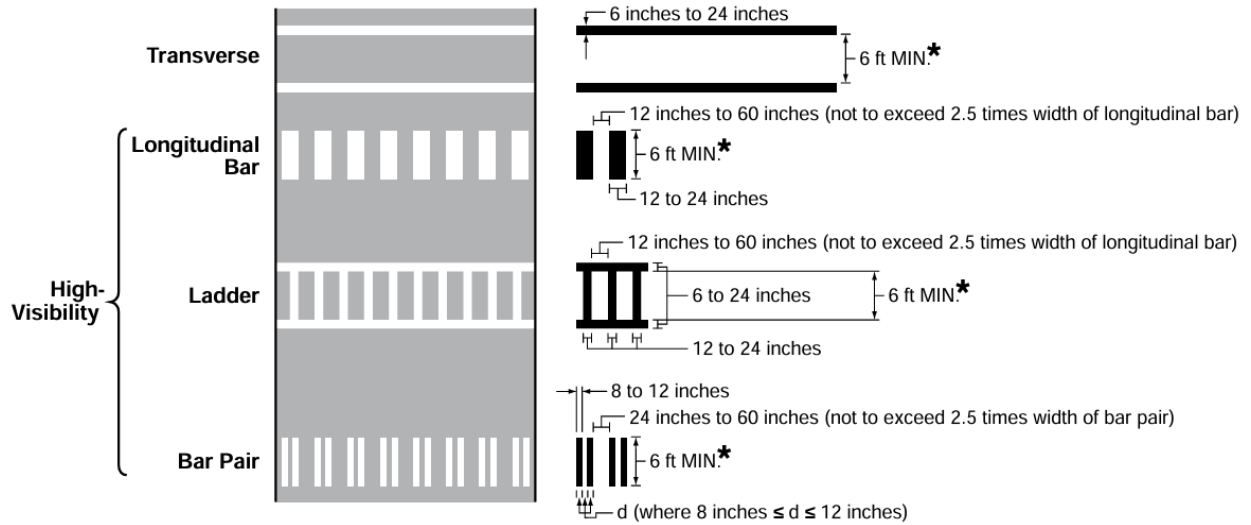 Transverse
6 inches to 24 inches
6 ft MIN.*
Longitudinal
Bar
12 inches to 60 inches (not to exceed 2.5 times width of longitudinal bar)
6 ft MIN.*
12 to 24 inches
High-
Visibility
Ladder
12 inches to 60 inches (not to exceed 2.5 times width of longitudinal bar)
6 to 24 inches
6 ft MIN.*
12 to 24 inches
Bar Pair
8 to 12 inches
24 inches to 60 inches (not to exceed 2.5 times width of bar pair)
6 ft MIN.*
d (where 8 inches ≤ d ≤ 12 inches)